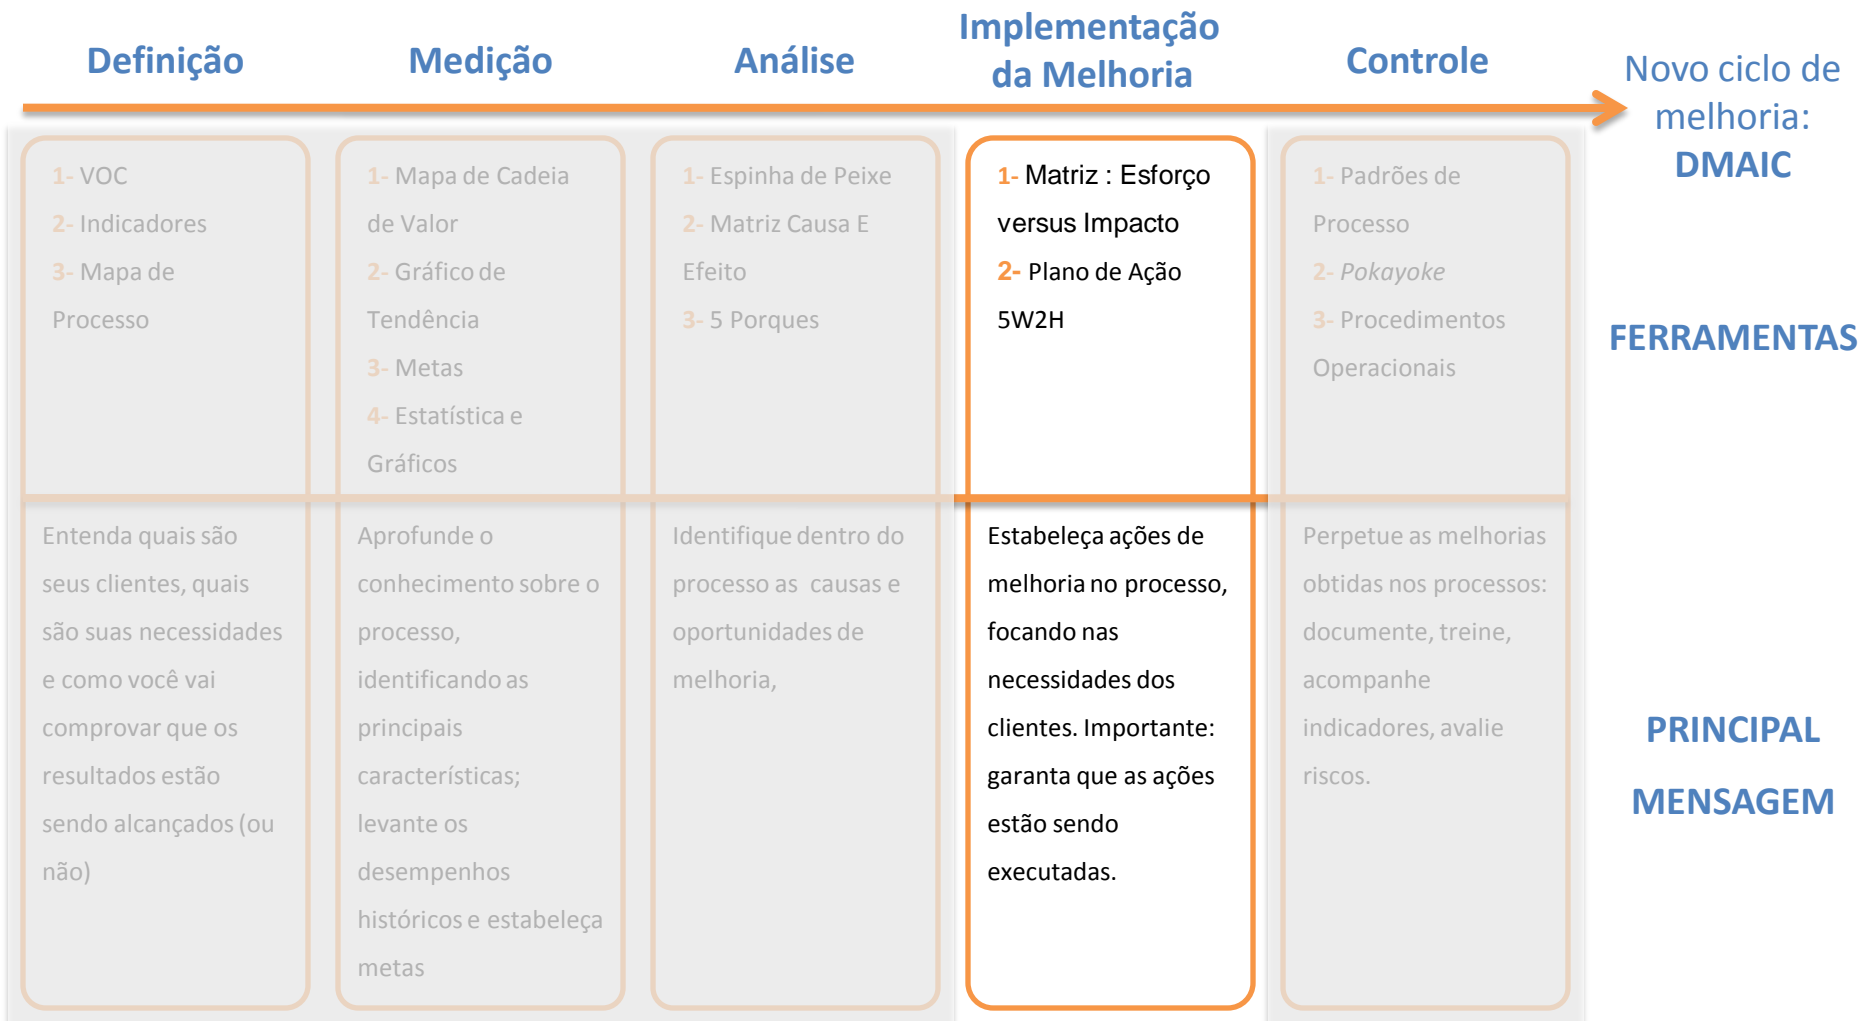 Definição
Medição
Análise
Implementação
da Melhoria
Controle
Novo ciclo de
melhoria:
DMAIC
1- VOC
2- Indicadores
3- Mapa de
Processo
1- Mapa de Cadeia
de Valor
2- Gráfico de
Tendência
3- Metas
4- Estatística e
Gráficos
1- Espinha de Peixe
2- Matriz Causa E
Efeito
3- 5 Porques
1- Matriz : Esforço
versus Impacto
2- Plano de Ação
5W2H
1- Padrões de
Processo
2- Pokayoke
3- Procedimentos
Operacionais
FERRAMENTAS
Entenda quais são
seus clientes, quais
são suas necessidades
e como você vai
comprovar que os
resultados estão
sendo alcançados (ou
não)
Aprofunde o
conhecimento sobre o
processo,
identificando as
principais
características;
levante os
desempenhos
históricos e estabeleça
metas
Identifique dentro do
processo as causas e
oportunidades de
melhoria,
Estabeleça ações de
melhoria no processo,
focando nas
necessidades dos
clientes. Importante:
garanta que as ações
estão sendo
executadas.
Perpetue as melhorias
obtidas nos processos:
documente, treine,
acompanhe
indicadores, avalie
riscos.
PRINCIPAL
MENSAGEM